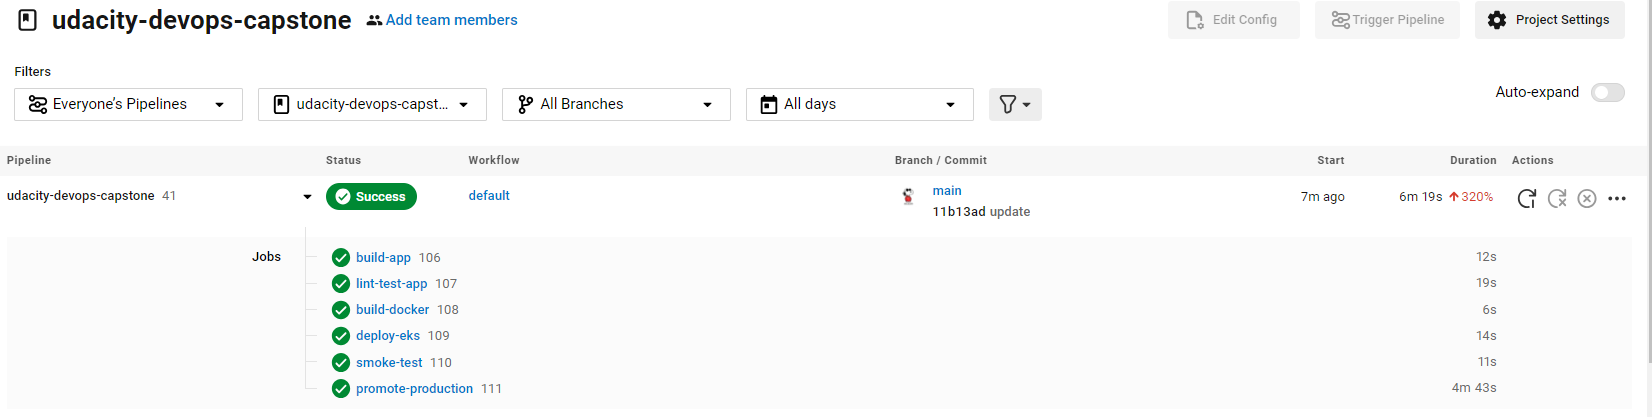 udacity-devops-capstone Add team members Edit Config Trigger Pipeline Project Settings
Filters
Everyone's Pipelines udacity-devops-capst... All Branches All days Auto-expand
Pipeline Status Workflow Branch / Commit Start Duration Actions
udacity-devops-capstone 41 Success default main 7m ago 6m 19s 320%
11b13ad update
Jobs build-app 106 12s
lint-test-app 107 19s
build-docker 108 6s
deploy-eks 109 14s
smoke-test 110 11s
promote-production 111 4m 43s